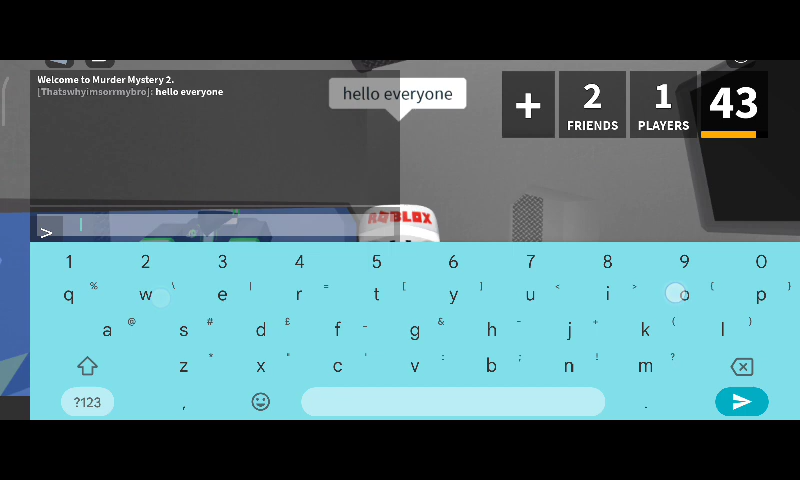 Welcome to Murder Mystery 2.
[Thatswhyimsorrmybro]: hello everyone
hello everyone
+
2
FRIENDS
1
PLAYERS
43
ROBLOX
>
1 2 3 4 5 6 7 8 9 0
q % w \ e | r = t [ y ] u < i > o { p }
a @ s # d £ f _ g & h - j + k ( l )
z * x " c ' v : b ; n ! m ?
?123 , .